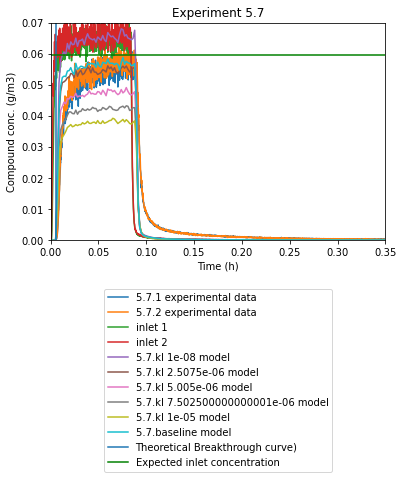 Experiment 5.7
Compound conc. (g/m3)
0.07
0.06
0.05
0.04
0.03
0.02
0.01
0.00
0.00 0.05 0.10 0.15 0.20 0.25 0.30 0.35
Time (h)
5.7.1 experimental data
5.7.2 experimental data
inlet 1
inlet 2
5.7.kl 1e-08 model
5.7.kl 2.5075e-06 model
5.7.kl 5.005e-06 model
5.7.kl 7.502500000000001e-06 model
5.7.kl 1e-05 model
5.7.baseline model
Theoretical Breakthrough curve)
Expected inlet concentration